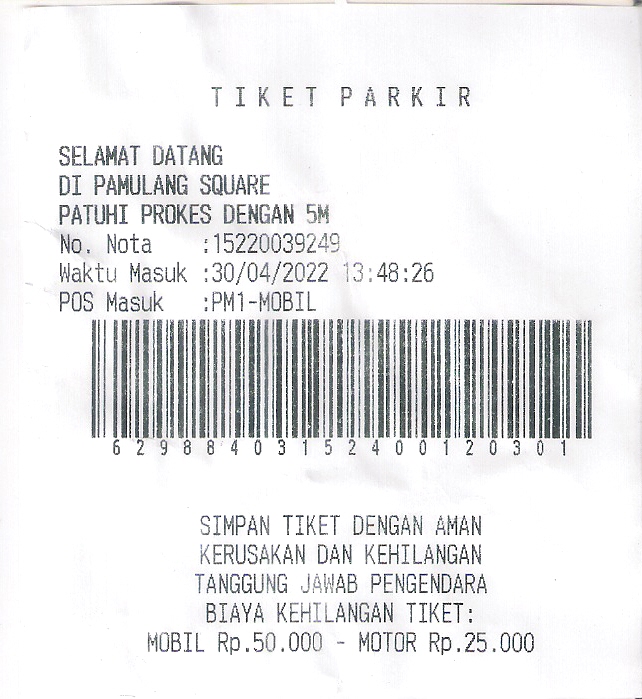 TIKET PARKIR
SELAMAT DATANG
DI PAMULANG SQUARE
PATUHI PROKES DENGAN 5M
No. Nota :15220039249
Waktu Masuk :30/04/2022 13:48:26
POS Masuk :PM1-MOBIL
62988403152400120301
SIMPAN TIKET DENGAN AMAN
KERUSAKAN DAN KEHILANGAN
TANGGUNG JAWAB PENGENDARA
BIAYA KEHILANGAN TIKET:
MOBIL Rp.50.000 - MOTOR Rp.25.000